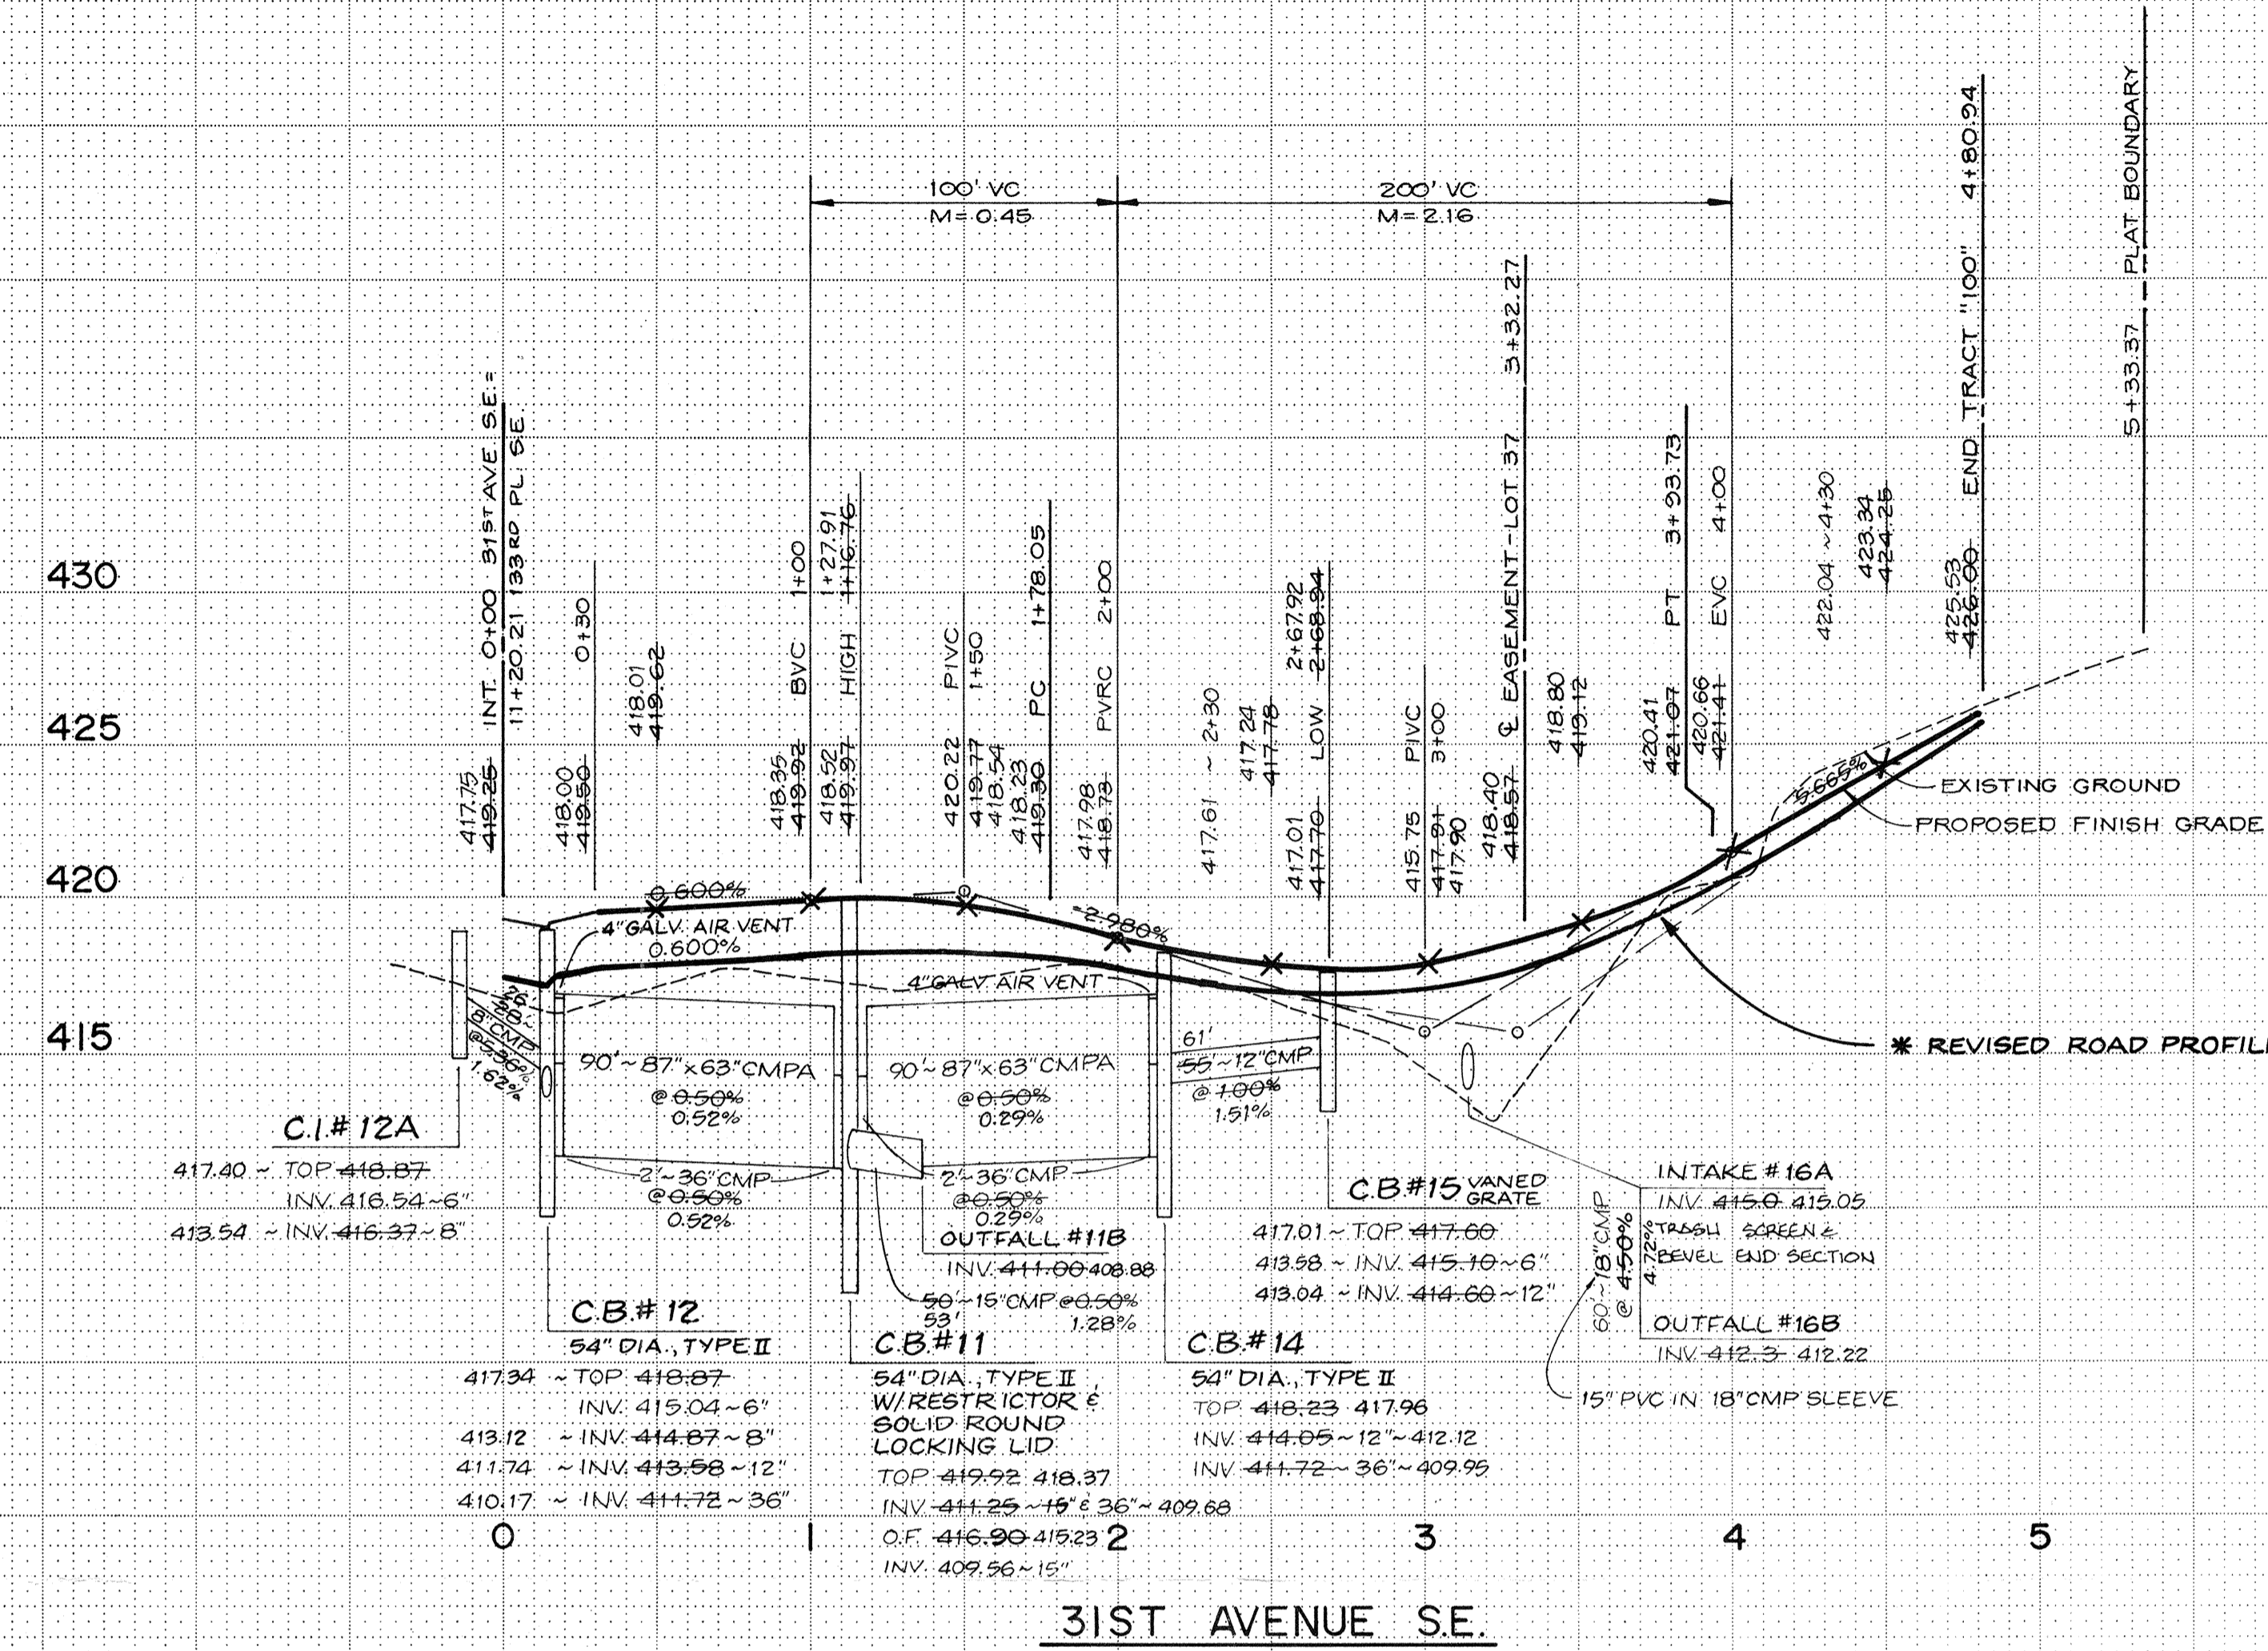 100' VC
M= 0.45
200' VC
M= 2.16
430
425
420
415
417.75 419.25 INT. 0+00 31ST AVE S.E. =
11+20.21 133RD PL. SE
418.00 419.50 0+30
418.01
419.62
418.35 419.92 BVC 1+00
418.52 419.97 HIGH 1+27.91 1+16.76
420.22 PIVC
419.77 1+50
418.54
418.23 419.30 PC 1+78.05
417.98 418.73 PVRC 2+00
417.61 ~ 2+30
417.24
417.78
417.01 417.70 LOW 2+67.92 2+68.94
415.75 PIVC
417.91 3+00
417.90
418.40 418.57 ℄ EASEMENT-LOT 37 3+32.27
418.80
419.12
420.41 421.07 PT 3+93.73
420.66 421.41 EVC 4+00
422.04 ~ 4+30
423.34
424.25
425.53 426.00 END TRACT "100" 4+80.94
5+33.37 PLAT BOUNDARY
0.600%
4" GALV. AIR VENT
0.600%
-2.980%
5.665%
EXISTING GROUND
PROPOSED FINISH GRADE
4" GALV AIR VENT
✱ REVISED ROAD PROFIL
26'
8" CMP
@5.36%
1.62%
90'~87"x63" CMPA
@0.50%
0.52%
90'~87"x63" CMPA
@0.50%
0.29%
61'
55'~12" CMP
@1.00%
1.51%
2'~36" CMP
@0.50%
0.52%
2'~36" CMP
@0.50%
0.29%
C.I.#12A
417.40 ~ TOP 418.87
INV. 416.54~6"
413.54 ~ INV. 416.37~8"
OUTFALL #11B
INV. 411.00 408.88
50'~15" CMP @0.50%
53' 1.28%
C.B.#12
54" DIA., TYPE II
417.34 ~ TOP 418.87
INV. 415.04~6"
413.12 ~ INV. 414.87~8"
411.74 ~ INV. 413.58~12"
410.17 ~ INV. 411.72~36"
C.B.#11
54" DIA., TYPE II
W/RESTRICTOR &
SOLID ROUND
LOCKING LID
TOP 419.92 418.37
INV. 411.25 ~15" & 36"~ 409.68
O.F. 416.90 415.23
INV. 409.56~15"
C.B.#14
54" DIA., TYPE II
TOP 418.23 417.96
INV. 414.05~12"~412.12
INV. 411.72~36"~409.95
C.B.#15 VANED GRATE
417.01~ TOP 417.60
413.58 ~ INV. 415.10~6"
413.04 ~ INV. 414.60~12"
INTAKE #16A
INV. 415.0 415.05
TRASH SCREEN &
BEVEL END SECTION
60'~18" CMP
@ 4.50%
4.72%
OUTFALL #16B
INV. 412.3 412.22
15" PVC IN 18" CMP SLEEVE
0 1 2 3 4 5
31ST AVENUE S.E.